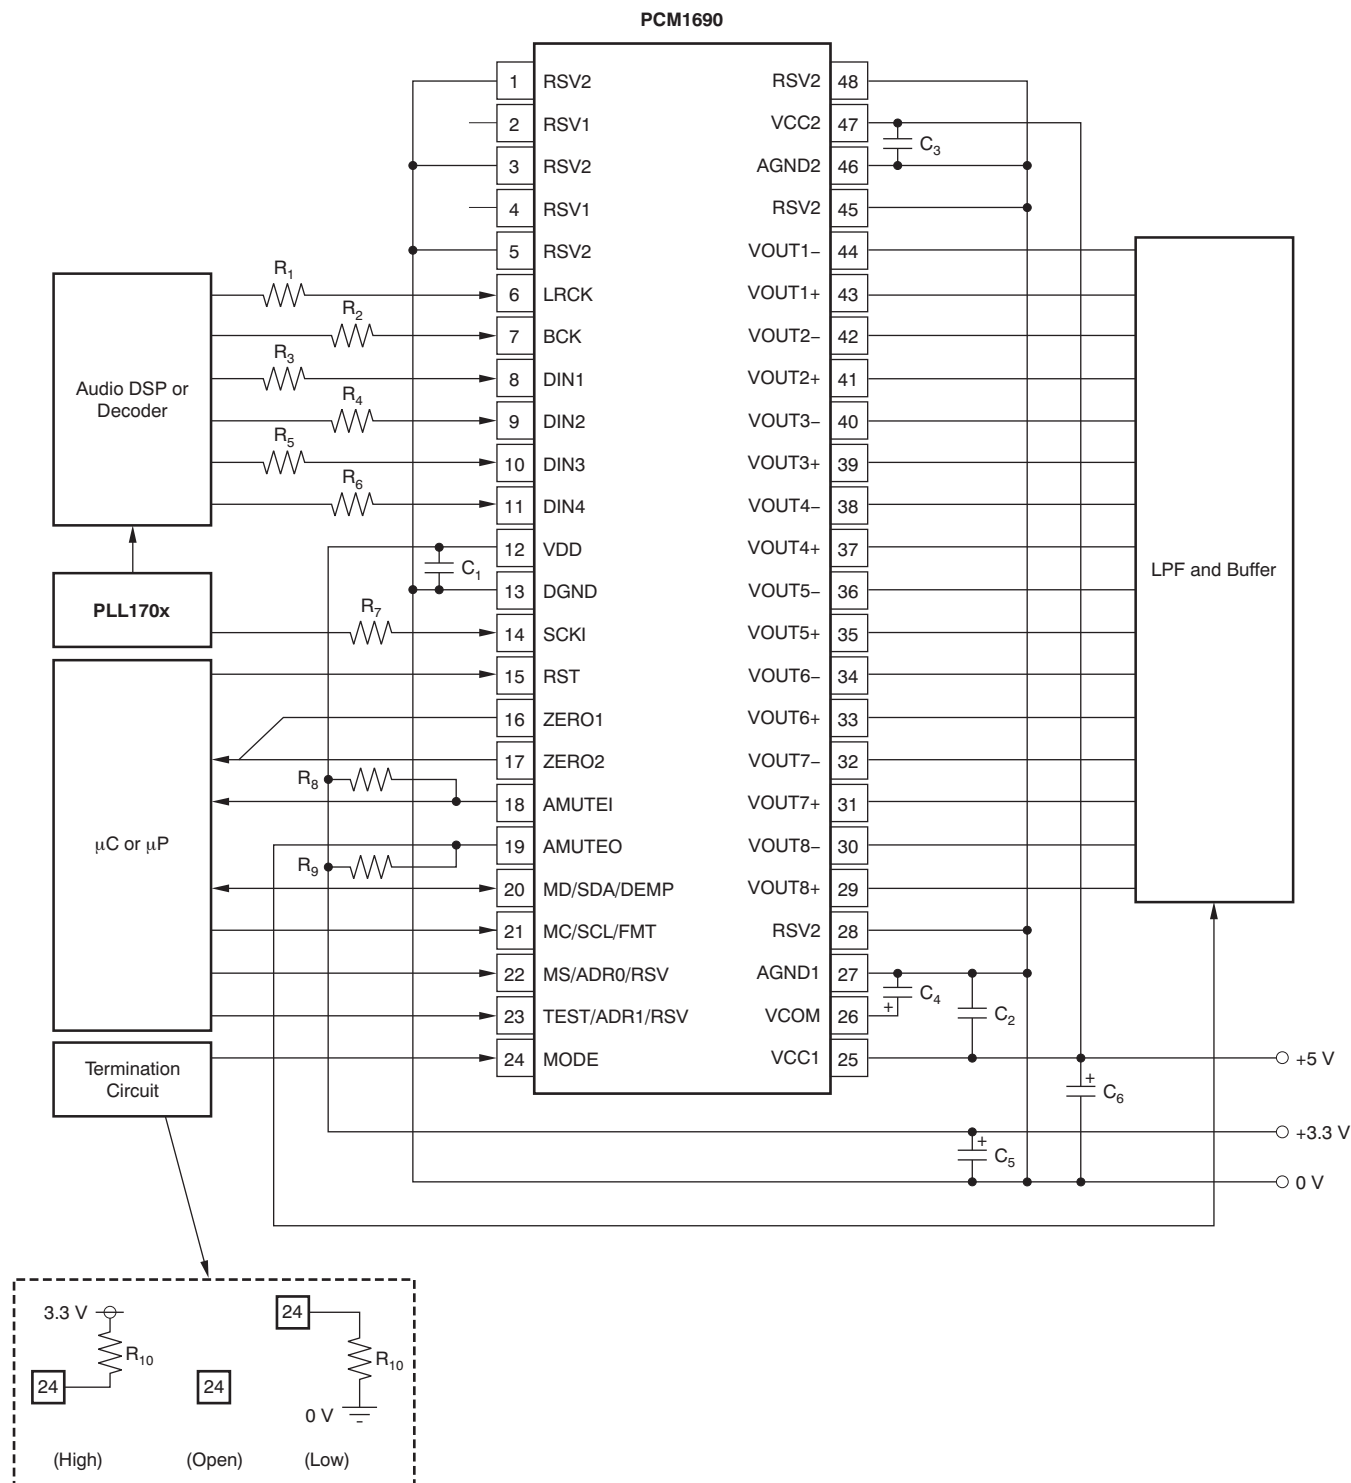 PCM1690
1 RSV2
2 RSV1
3 RSV2
4 RSV1
5 RSV2
6 LRCK
7 BCK
8 DIN1
9 DIN2
10 DIN3
11 DIN4
12 VDD
13 DGND
14 SCKI
15 RST
16 ZERO1
17 ZERO2
18 AMUTEI
19 AMUTEO
20 MD/SDA/DEMP
21 MC/SCL/FMT
22 MS/ADR0/RSV
23 TEST/ADR1/RSV
24 MODE
RSV2 48
VCC2 47
AGND2 46
RSV2 45
VOUT1− 44
VOUT1+ 43
VOUT2− 42
VOUT2+ 41
VOUT3− 40
VOUT3+ 39
VOUT4− 38
VOUT4+ 37
VOUT5− 36
VOUT5+ 35
VOUT6− 34
VOUT6+ 33
VOUT7− 32
VOUT7+ 31
VOUT8− 30
VOUT8+ 29
RSV2 28
AGND1 27
VCOM 26
VCC1 25
Audio DSP or
Decoder
R1
R2
R3
R4
R5
R6
C1
PLL170x
R7
R8
R9
μC or μP
Termination
Circuit
C3
LPF and Buffer
+ C4
C2
+5 V
+ C6
+3.3 V
+ C5
0 V
3.3 V
R10
24
(High)
24
(Open)
24
R10
0 V
(Low)